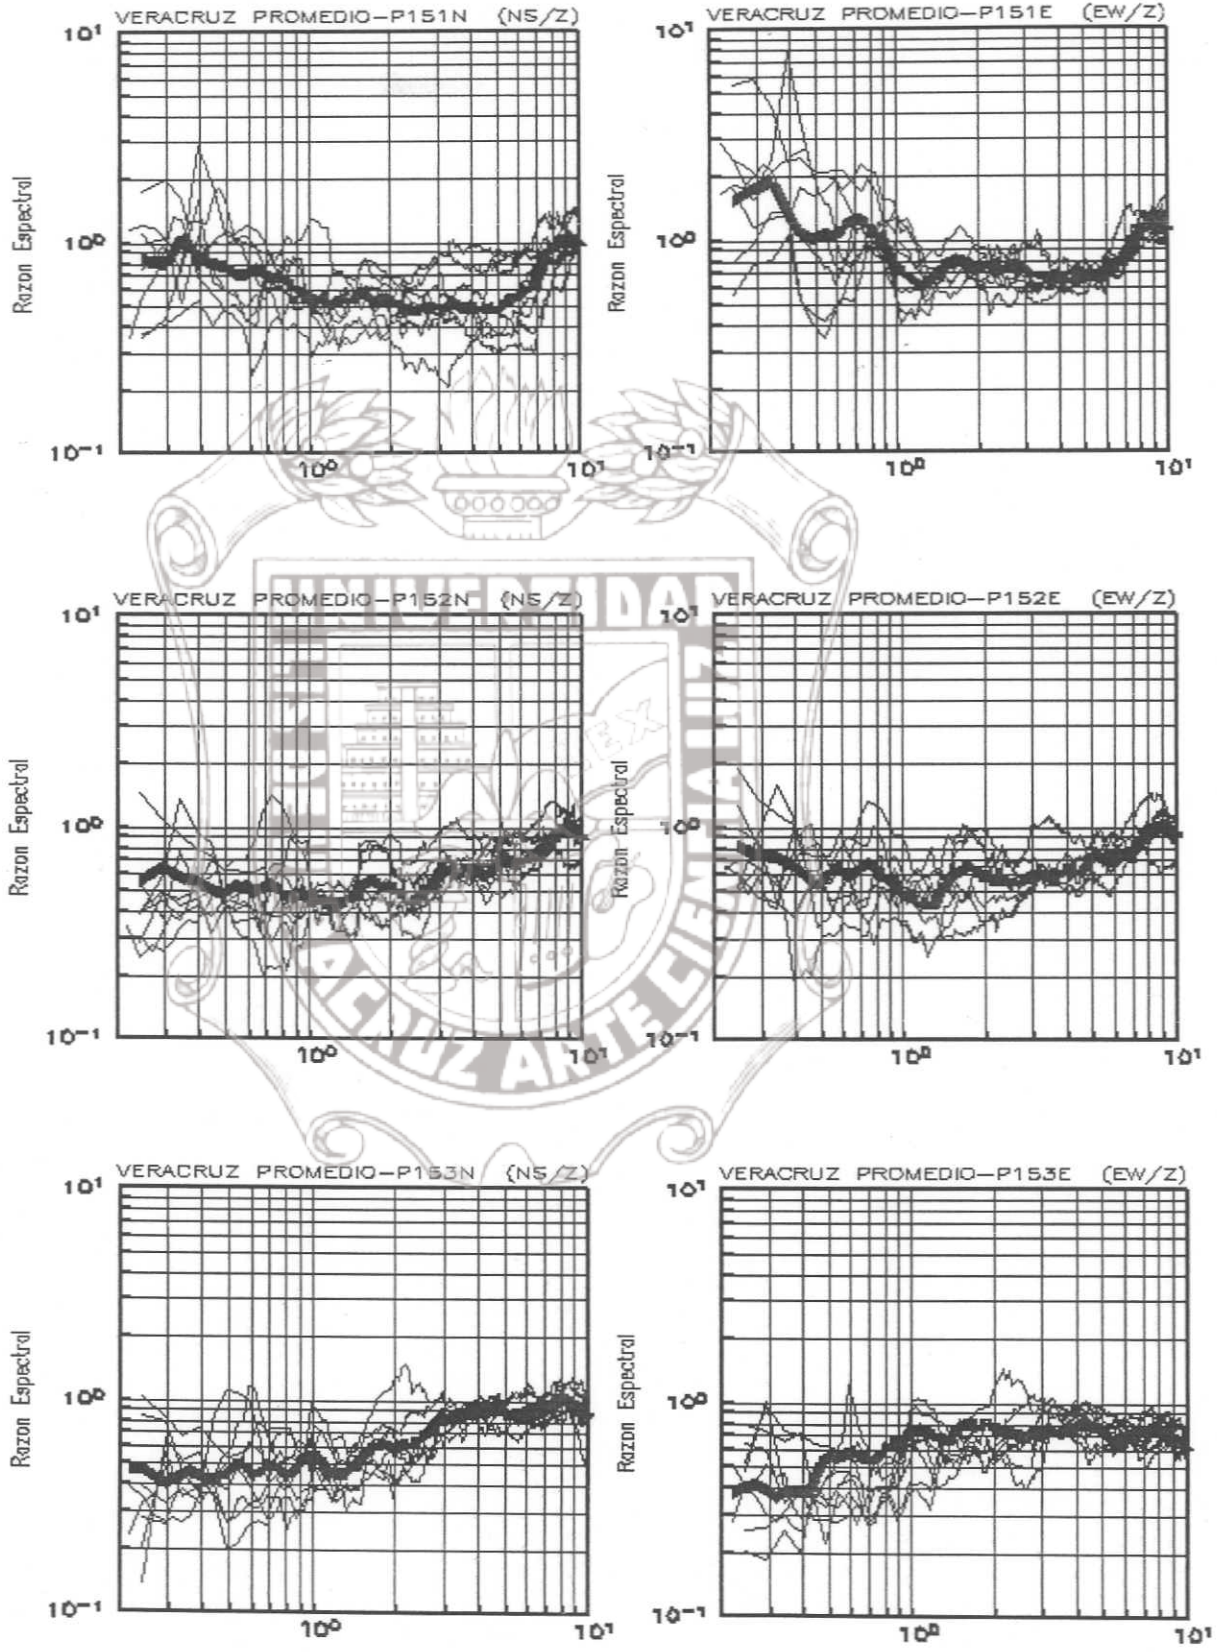 VERACRUZ PROMEDIO-P151N (NS/Z)
10¹
Razon Espectral
10⁰
10⁻¹
10⁰
10¹
VERACRUZ PROMEDIO-P151E (EW/Z)
10¹
Razon Espectral
10⁰
10⁻¹
10⁰
10¹
VERACRUZ PROMEDIO-P152N (NS/Z)
10¹
Razon Espectral
10⁰
10⁻¹
10⁰
10¹
VERACRUZ PROMEDIO-P152E (EW/Z)
10¹
Razon Espectral
10⁰
10⁻¹
10⁰
10¹
VERACRUZ PROMEDIO-P153N (NS/Z)
10¹
Razon Espectral
10⁰
10⁻¹
10⁰
10¹
VERACRUZ PROMEDIO-P153E (EW/Z)
10¹
Razon Espectral
10⁰
10⁻¹
10⁰
10¹
MEX
ACRUZ ARTE CIENCIA